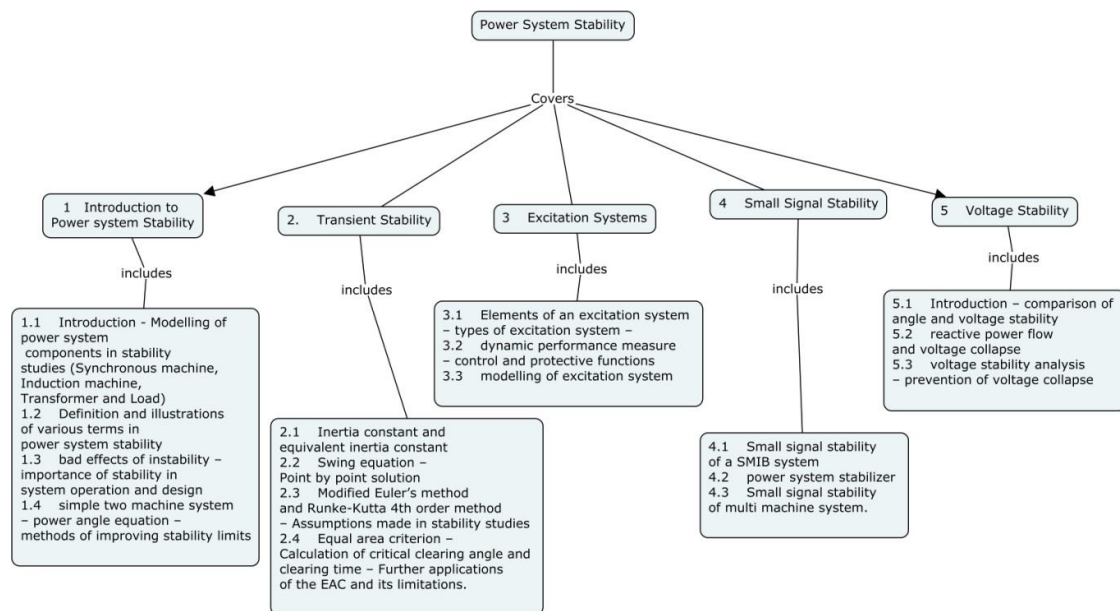 Power System Stability
Covers
1 Introduction to
Power system Stability
2. Transient Stability
3 Excitation Systems
4 Small Signal Stability
5 Voltage Stability
includes
includes
includes
includes
includes
1.1 Introduction - Modelling of
power system
components in stability
studies (Synchronous machine,
Induction machine,
Transformer and Load)
1.2 Definition and illustrations
of various terms in
power system stability
1.3 bad effects of instability –
importance of stability in
system operation and design
1.4 simple two machine system
– power angle equation –
methods of improving stability limits
2.1 Inertia constant and
equivalent inertia constant
2.2 Swing equation –
Point by point solution
2.3 Modified Euler's method
and Runke-Kutta 4th order method
– Assumptions made in stability studies
2.4 Equal area criterion –
Calculation of critical clearing angle and
clearing time – Further applications
of the EAC and its limitations.
3.1 Elements of an excitation system
– types of excitation system –
3.2 dynamic performance measure
– control and protective functions
3.3 modelling of excitation system
4.1 Small signal stability
of a SMIB system
4.2 power system stabilizer
4.3 Small signal stability
of multi machine system.
5.1 Introduction – comparison of
angle and voltage stability
5.2 reactive power flow
and voltage collapse
5.3 voltage stability analysis
– prevention of voltage collapse